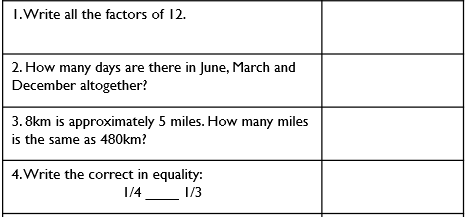 1.Write all the factors of 12.
2. How many days are there in June, March and
December altogether?
3. 8km is approximately 5 miles. How many miles
is the same as 480km?
4.Write the correct in equality:
1/4 ____ 1/3